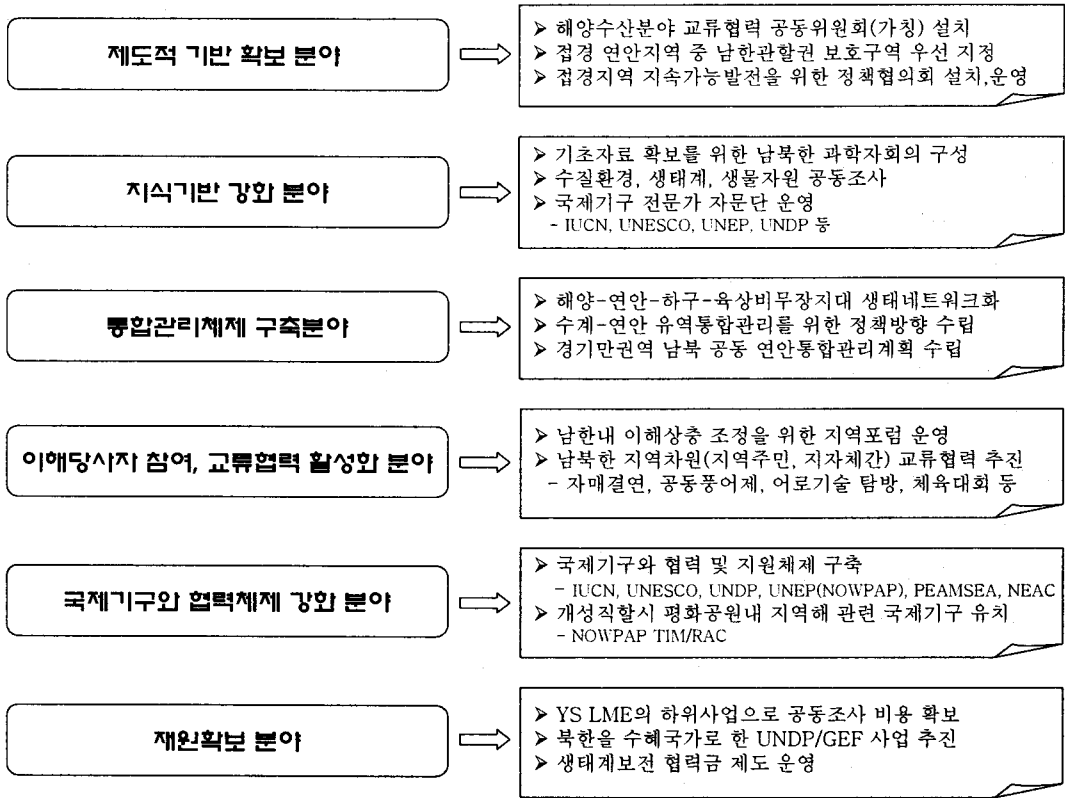 제도적 기반 확보 분야
➢ 해양수산분야 교류협력 공동위원회(가칭) 설치
➢ 접경 연안지역 중 남한관할권 보호구역 우선 지정
➢ 접경지역 지속가능발전을 위한 정책협의회 설치,운영
지식기반 강화 분야
➢ 기초자료 확보를 위한 남북한 과학자회의 구성
➢ 수질환경, 생태계, 생물자원 공동조사
➢ 국제기구 전문가 자문단 운영
- IUCN, UNESCO, UNEP, UNDP 등
통합관리체제 구축분야
➢ 해양-연안-하구-육상비무장지대 생태네트워크화
➢ 수계-연안 유역통합관리를 위한 정책방향 수립
➢ 경기만권역 남북 공동 연안통합관리계획 수립
이해당사자 참여, 교류협력 활성화 분야
➢ 남한내 이해상충 조정을 위한 지역포럼 운영
➢ 남북한 지역차원(지역주민, 지자체간) 교류협력 추진
- 자매결연, 공동풍어제, 어로기술 탐방, 체육대회 등
국제기구와 협력체제 강화 분야
➢ 국제기구와 협력 및 지원체제 구축
- IUCN, UNESCO, UNDP, UNEP(NOWPAP), PEAMSEA, NEAC
➢ 개성직할시 평화공원내 지역해 관련 국제기구 유치
- NOWPAP TIM/RAC
재원확보 분야
➢ YS LME의 하위사업으로 공동조사 비용 확보
➢ 북한을 수혜국가로 한 UNDP/GEF 사업 추진
➢ 생태계보전 협력금 제도 운영